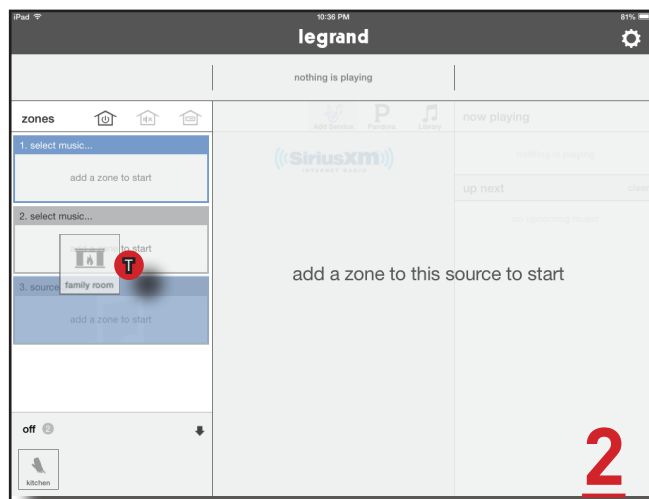 iPad
10:36 PM
81%
legrand
nothing is playing
zones
Add Service
Pandora
Library
now playing
1. select music...
add a zone to start
((SiriusXM))
INTERNET RADIO
nothing is playing
up next
clear
2. select music...
to start
no upcoming music
family room
T
add a zone to this source to start
3. source
add a zone to start
off 2
kitchen
2